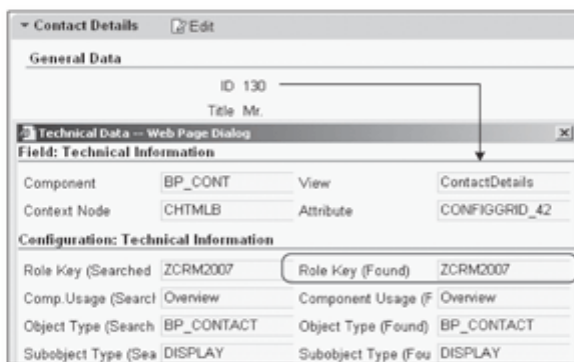 Contact Details Edit
General Data
ID 130
Title Mr.
Technical Data -- Web Page Dialog
Field: Technical Information
Component BP_CONT View ContactDetails
Context Node CHTMLB Attribute CONFIGGRID_42
Configuration: Technical Information
Role Key (Searched ZCRM2007 Role Key (Found) ZCRM2007
Comp.Usage (Search Overview Component Usage (F Overview
Object Type (Search BP_CONTACT Object Type (Found) BP_CONTACT
Subobject Type (Sea DISPLAY Subobject Type (Fou DISPLAY